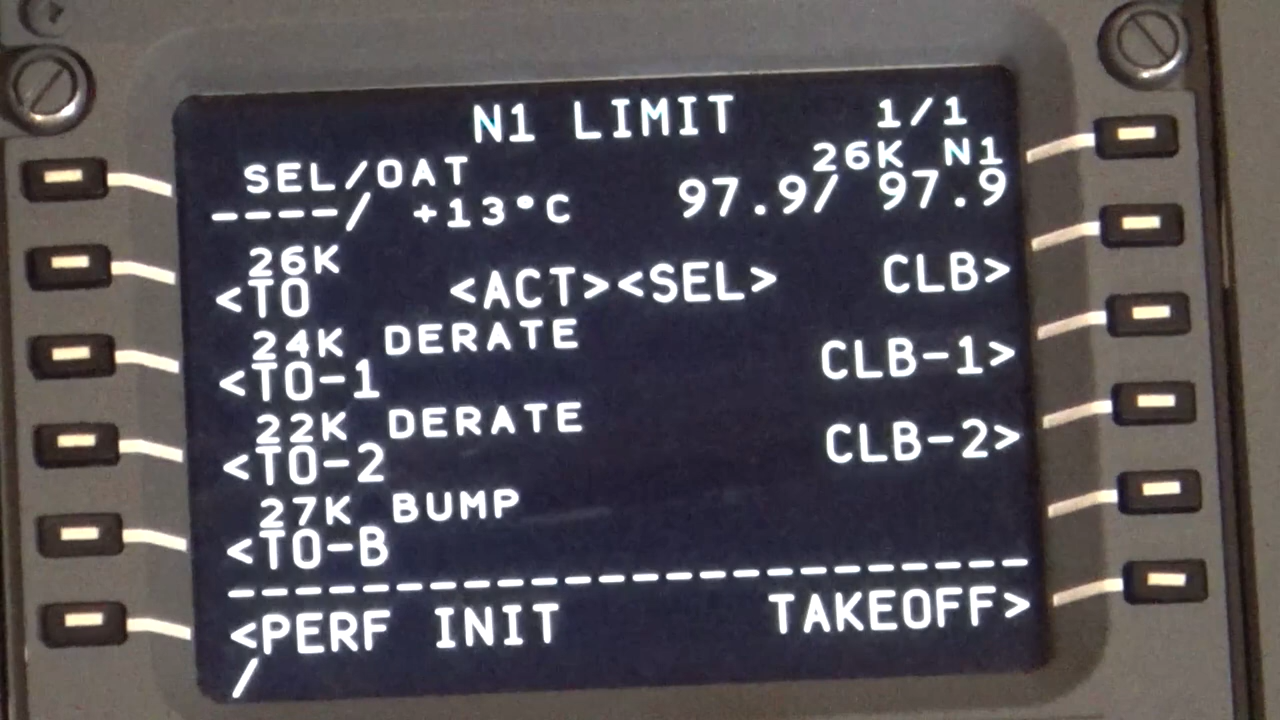 N1 LIMIT 1/1
SEL/OAT 26K N1
----/ +13°C 97.9/ 97.9
26K
<TO <ACT><SEL> CLB>
24K DERATE
<TO-1 CLB-1>
22K DERATE
<TO-2 CLB-2>
27K BUMP
<TO-B
------------------------
<PERF INIT TAKEOFF>
/